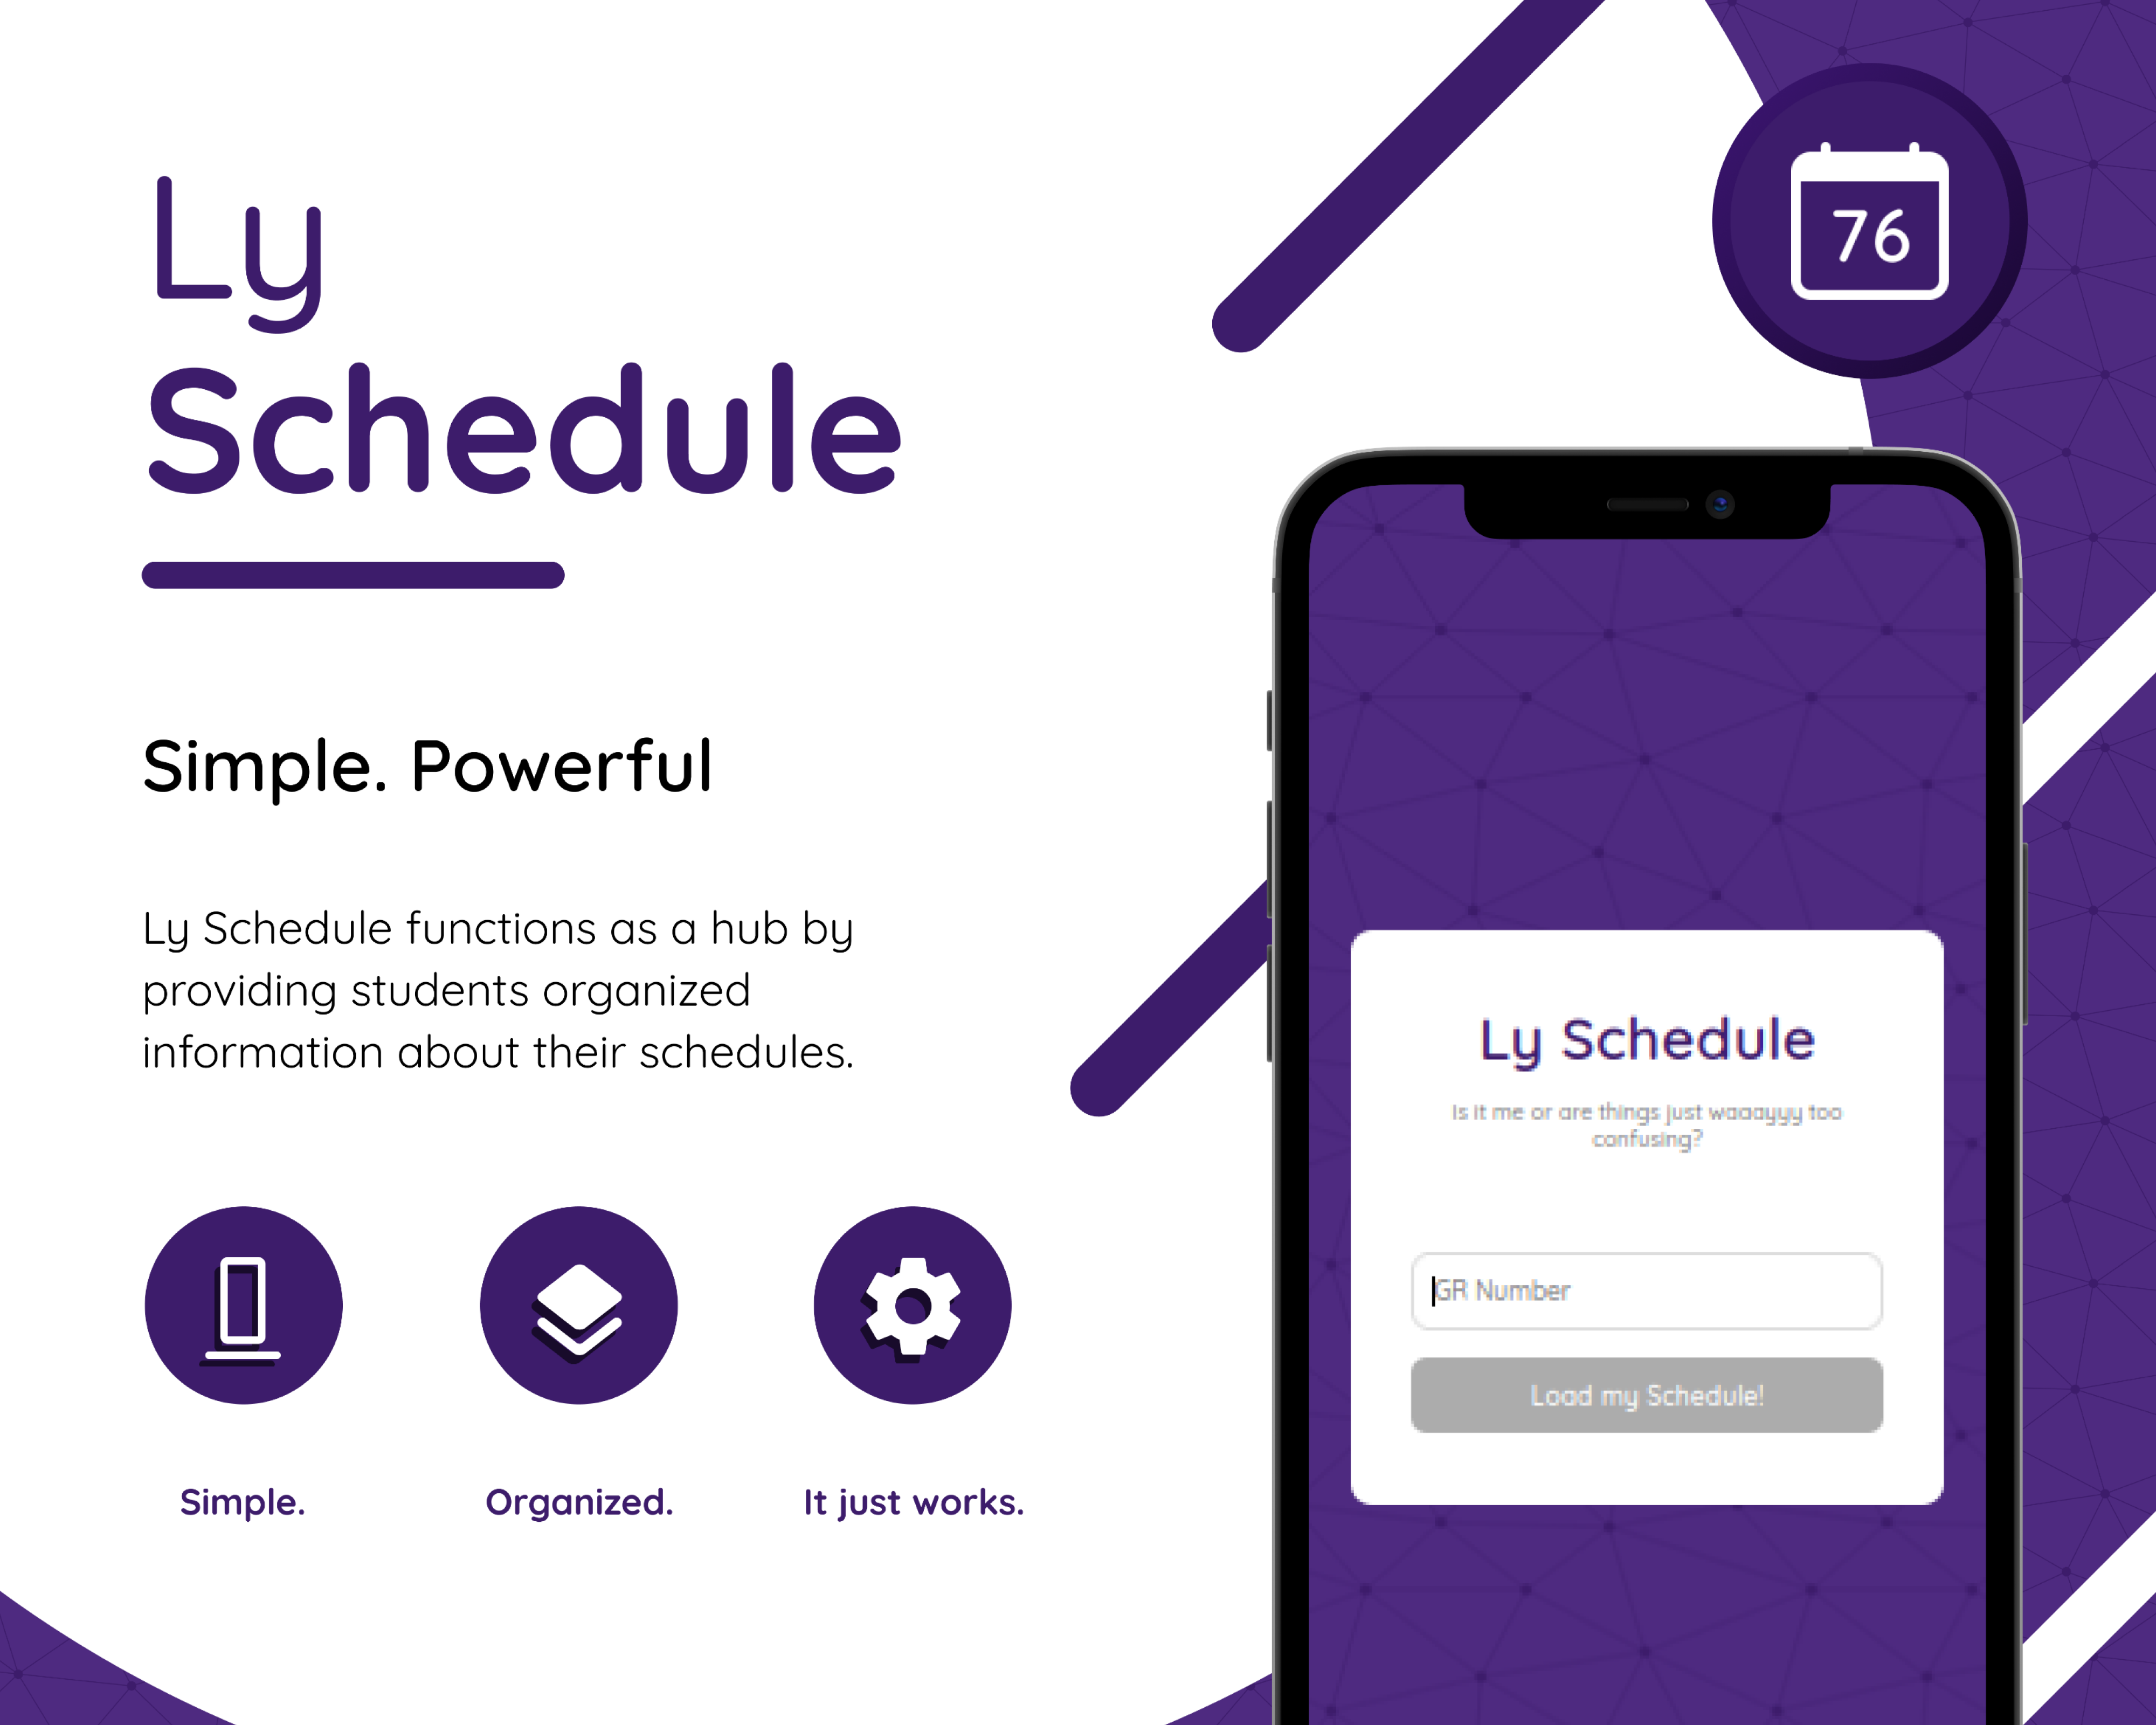 Ly
Schedule
76
Simple. Powerful
Ly Schedule functions as a hub by
providing students organized
information about their schedules.
Simple.
Organized.
It just works.
Ly Schedule
Is it me or are things just waaayyy too
confusing?
GR Number
Load my Schedule!